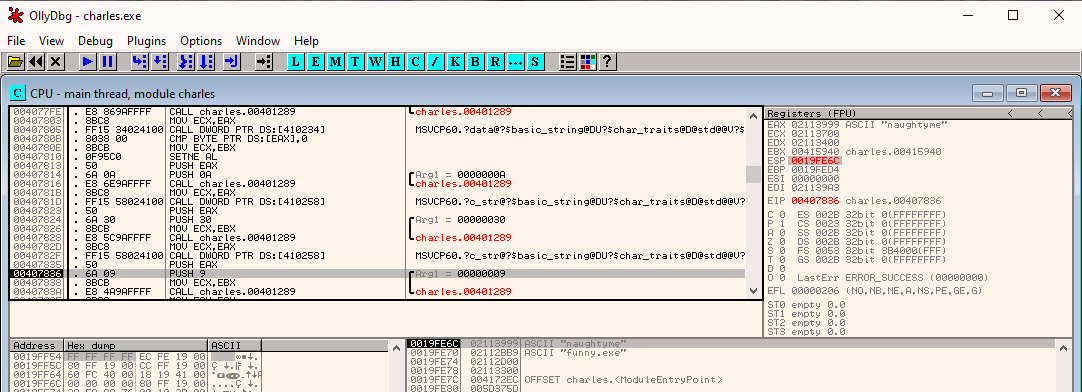 OllyDbg - charles.exe
File View Debug Plugins Options Window Help
L E M T W H C / K B R ... S ?
C CPU - main thread, module charles
004077FE . E8 869AFFFF CALL charles.00401289 charles.00401289
00407803 . 8BC8 MOV ECX,EAX
00407805 . FF15 34024100 CALL DWORD PTR DS:[410234] MSVCP60.?data@?$basic_string@DU?$char_traits@D@std@@V?$
0040780B . 8038 00 CMP BYTE PTR DS:[EAX],0
0040780E . 8BCB MOV ECX,EBX
00407810 . 0F95C0 SETNE AL
00407813 . 50 PUSH EAX
00407814 . 6A 0A PUSH 0A Arg1 = 0000000A
00407816 . E8 6E9AFFFF CALL charles.00401289 charles.00401289
0040781B . 8BC8 MOV ECX,EAX
0040781D . FF15 58024100 CALL DWORD PTR DS:[410258] MSVCP60.?c_str@?$basic_string@DU?$char_traits@D@std@@V?
00407823 . 50 PUSH EAX
00407824 . 6A 30 PUSH 30 Arg1 = 00000030
00407826 . 8BCB MOV ECX,EBX
00407828 . E8 5C9AFFFF CALL charles.00401289 charles.00401289
0040782D . 8BC8 MOV ECX,EAX
0040782F . FF15 58024100 CALL DWORD PTR DS:[410258] MSVCP60.?c_str@?$basic_string@DU?$char_traits@D@std@@V?
00407835 . 50 PUSH EAX
00407836 . 6A 09 PUSH 9 Arg1 = 00000009
00407838 . 8BCB MOV ECX,EBX
0040783A . E8 4A9AFFFF CALL charles.00401289 charles.00401289
Registers (FPU) < < <
EAX 02113999 ASCII "naughtyme"
ECX 02113700
EDX 02113400
EBX 00415940 charles.00415940
ESP 0019FE6C
EBP 0019FED4
ESI 00000000
EDI 021139A3
EIP 00407836 charles.00407836
C 0 ES 002B 32bit 0(FFFFFFFF)
P 1 CS 0023 32bit 0(FFFFFFFF)
A 0 SS 002B 32bit 0(FFFFFFFF)
Z 0 DS 002B 32bit 0(FFFFFFFF)
S 0 FS 0053 32bit 3B4000(FFF)
T 0 GS 002B 32bit 0(FFFFFFFF)
D 0
O 0 LastErr ERROR_SUCCESS (00000000)
EFL 00000206 (NO,NB,NE,A,NS,PE,GE,G)
ST0 empty 0.0
ST1 empty 0.0
ST2 empty 0.0
ST3 empty 0.0
Address Hex dump ASCII
0019FF54 FF FF FF FF EC FE 19 00
0019FF5C 80 FF 19 00 CC FF 19 00
0019FF64 60 FC 40 00 18 19 41 00
0019FF6C 00 00 00 00 80 FF 19 00
0019FE6C 02113999 ASCII "naughtyme"
0019FE70 02112BB9 ASCII "funny.exe"
0019FE74 02112D00
0019FE78 02113300
0019FE7C 004172EC OFFSET charles.<ModuleEntryPoint>
0019FE80 005D375D